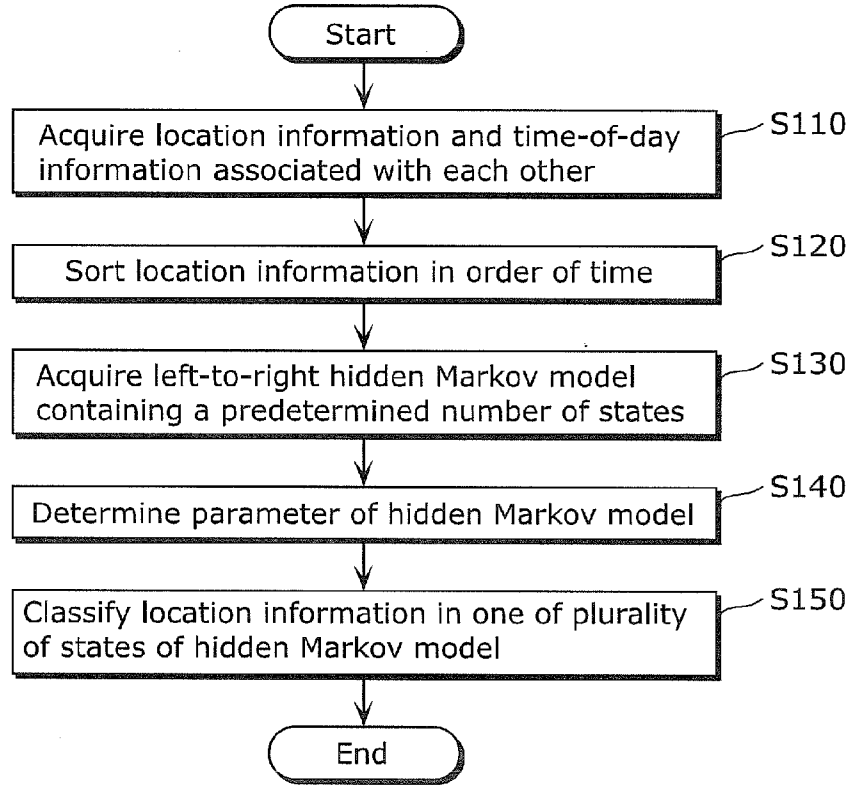 Start
Acquire location information and time-of-day
information associated with each other
S110
Sort location information in order of time
S120
Acquire left-to-right hidden Markov model
containing a predetermined number of states
S130
Determine parameter of hidden Markov model
S140
Classify location information in one of plurality
of states of hidden Markov model
S150
End